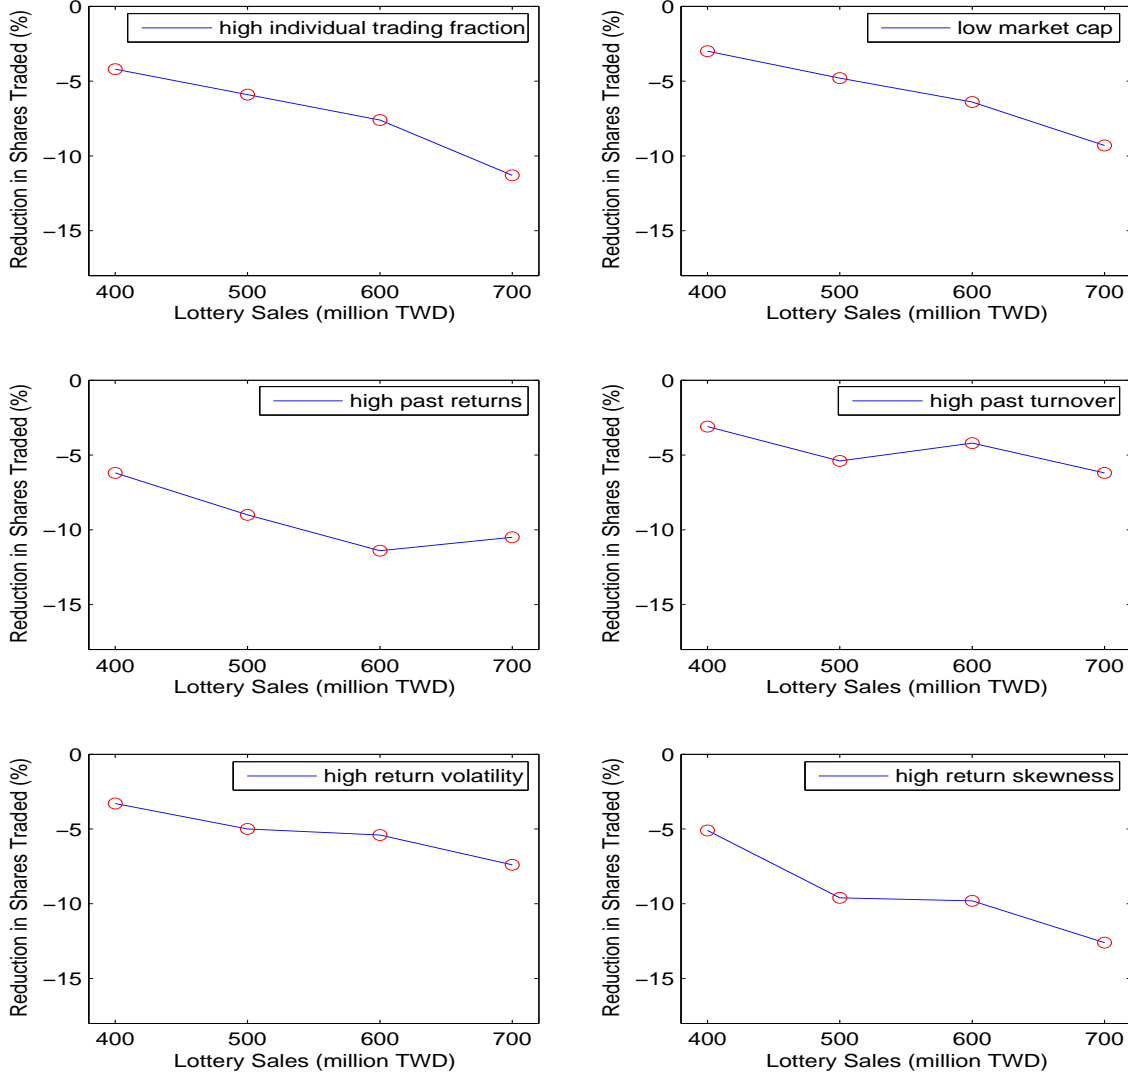 high individual trading fraction
Reduction in Shares Traded (%)
0
−5
−10
−15
400 500 600 700
Lottery Sales (million TWD)
low market cap
Reduction in Shares Traded (%)
0
−5
−10
−15
400 500 600 700
Lottery Sales (million TWD)
high past returns
Reduction in Shares Traded (%)
0
−5
−10
−15
400 500 600 700
Lottery Sales (million TWD)
high past turnover
Reduction in Shares Traded (%)
0
−5
−10
−15
400 500 600 700
Lottery Sales (million TWD)
high return volatility
Reduction in Shares Traded (%)
0
−5
−10
−15
400 500 600 700
Lottery Sales (million TWD)
high return skewness
Reduction in Shares Traded (%)
0
−5
−10
−15
400 500 600 700
Lottery Sales (million TWD)